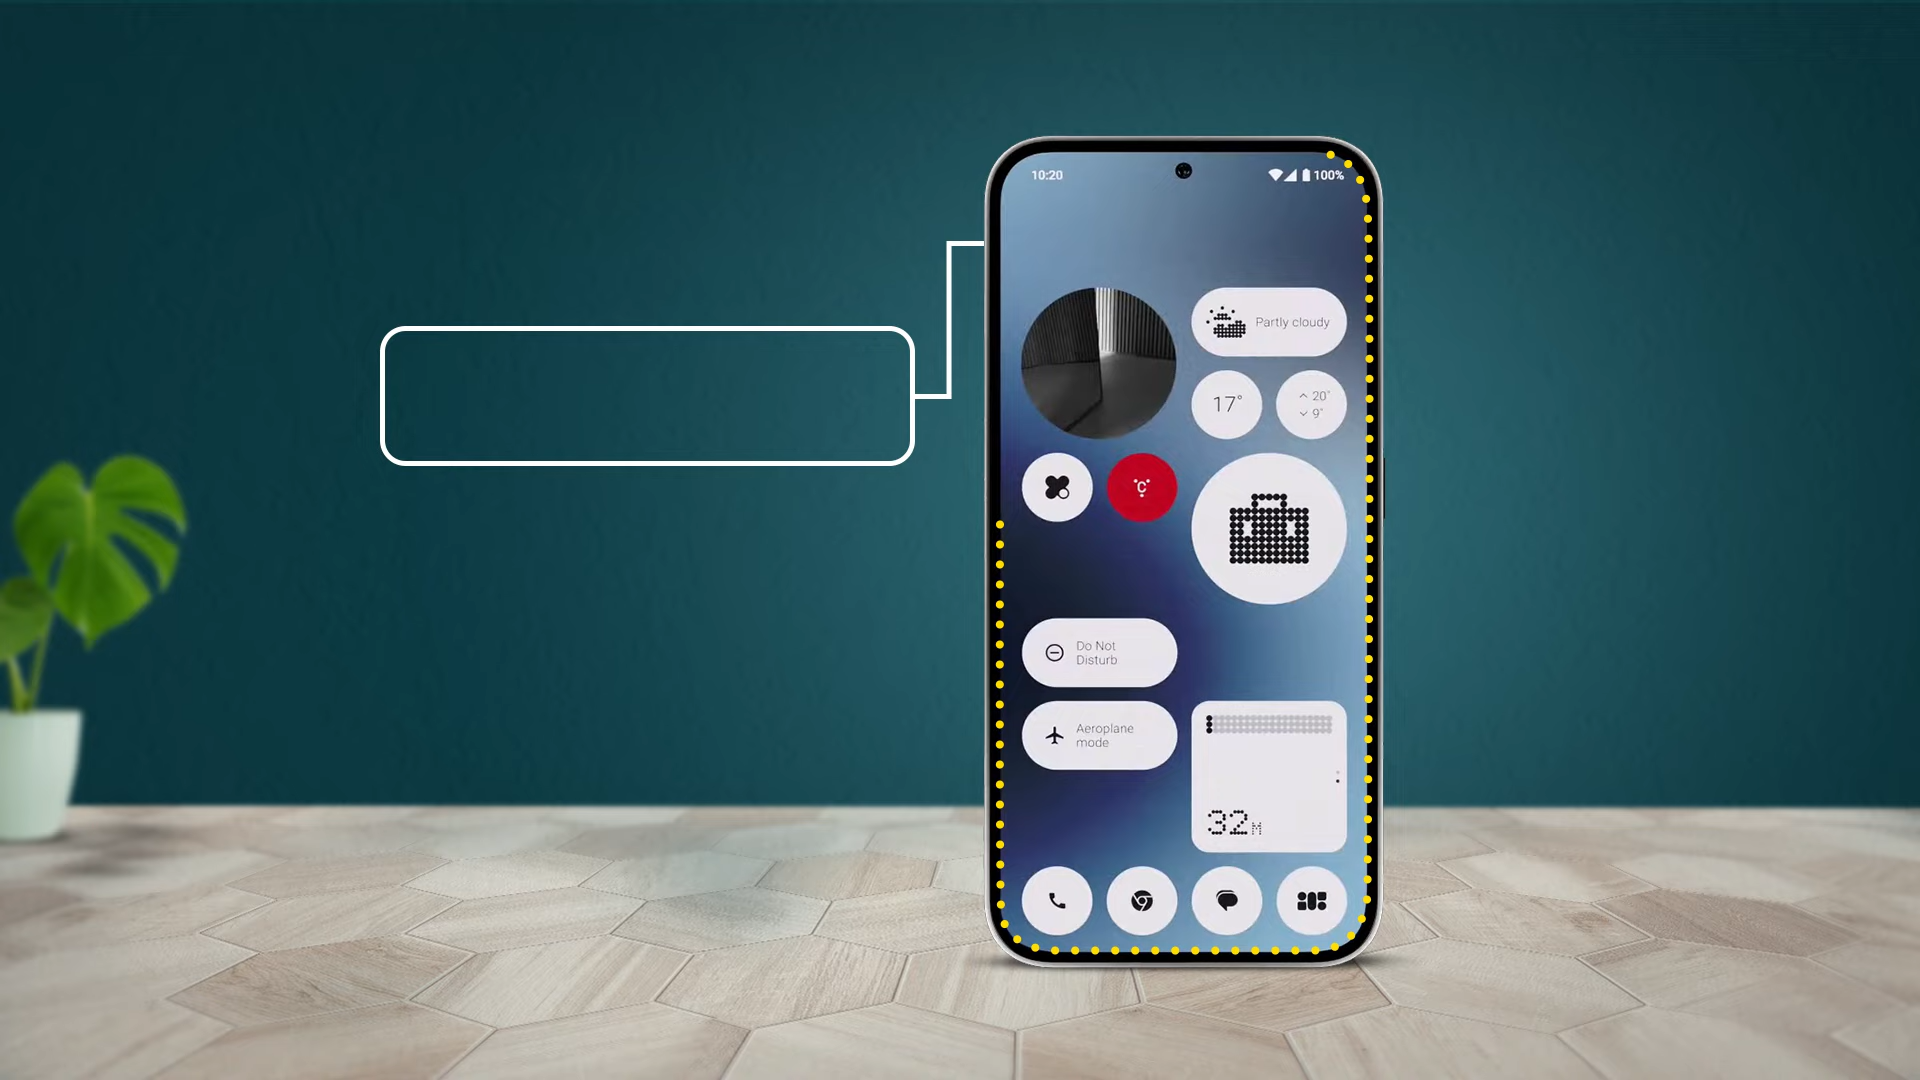 10:20
100%
Partly cloudy
17°
20°
9°
C
Do Not
Disturb
Aeroplane
mode
32M